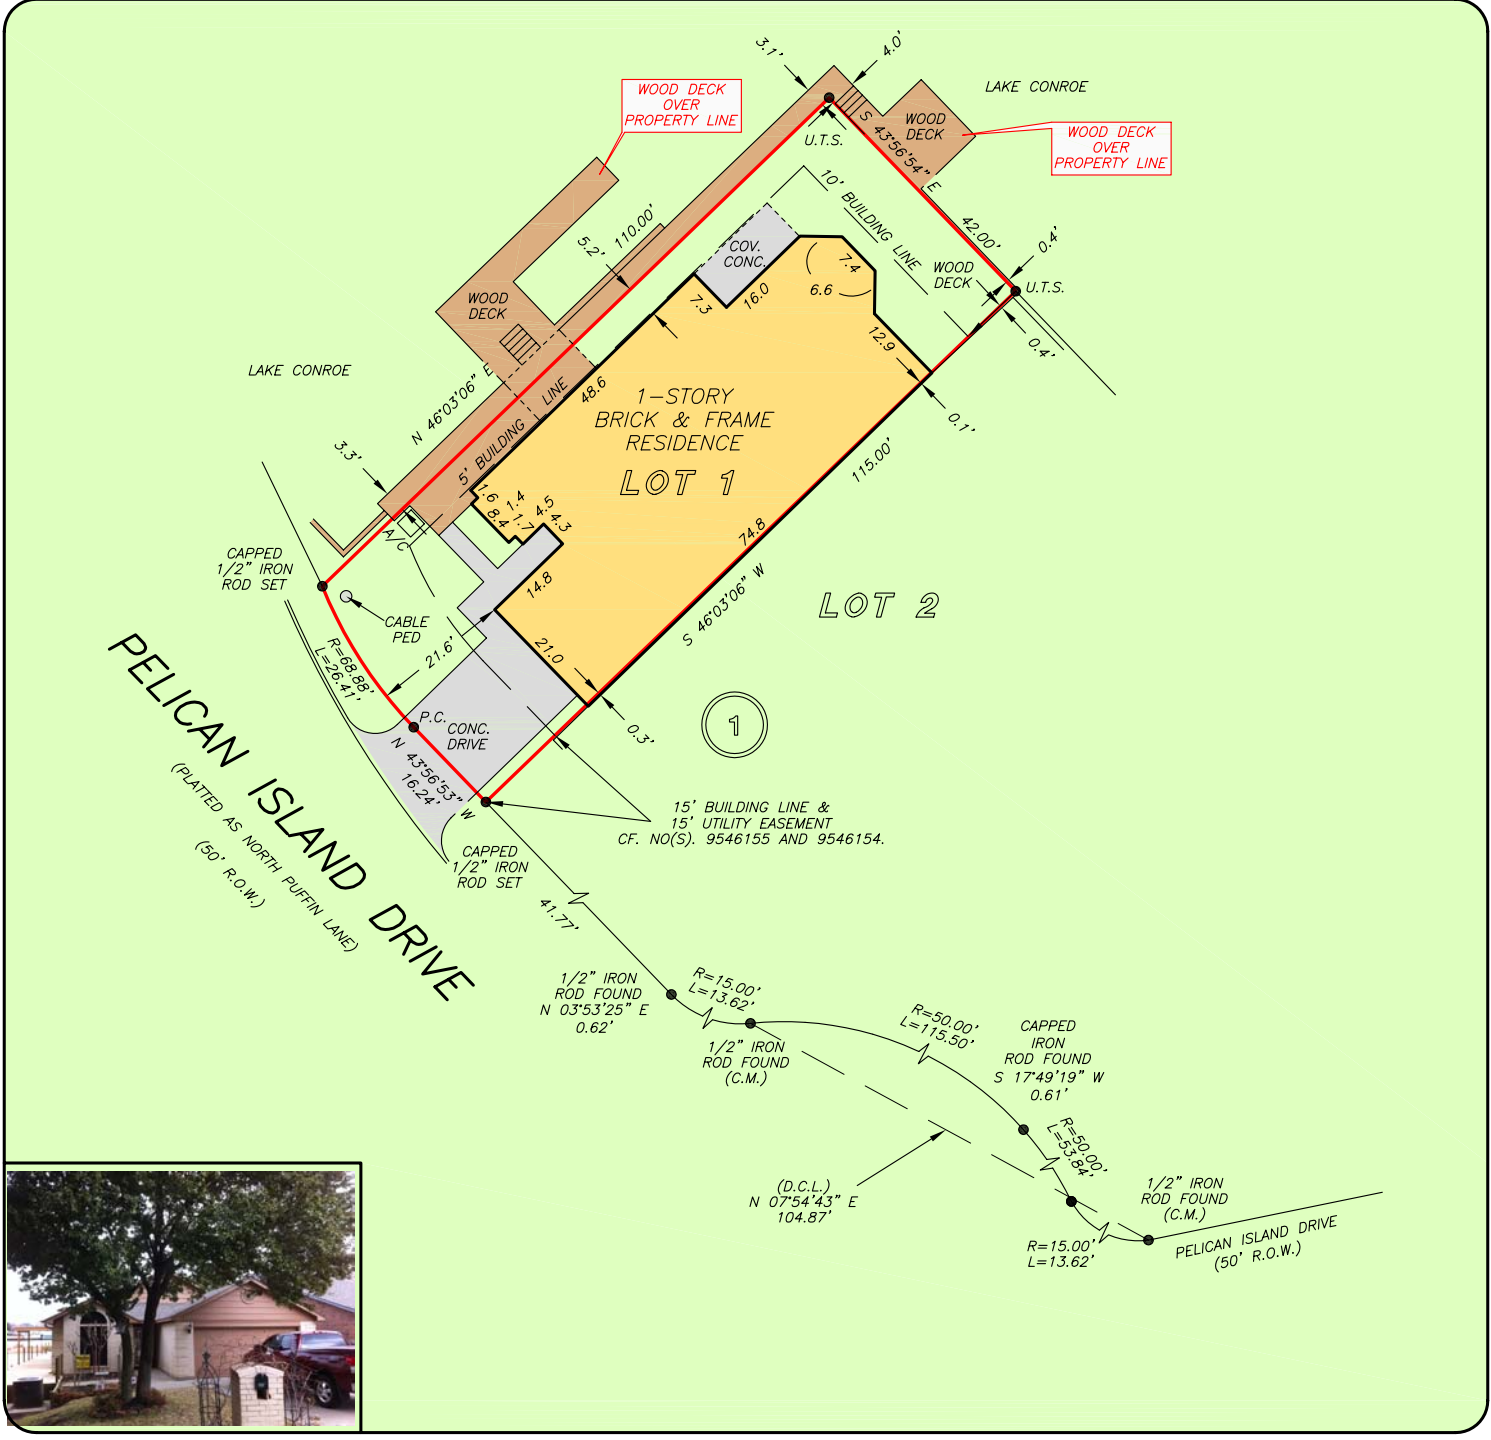 3.1'
4.0'
LAKE CONROE
WOOD DECK
OVER
PROPERTY LINE
WOOD
DECK
WOOD DECK
OVER
PROPERTY LINE
U.T.S.
S 43°56'54" E
42.00'
10' BUILDING LINE
110.00'
5.2'
COV.
CONC.
7.4
6.6
WOOD
DECK
0.4'
U.T.S.
0.4'
WOOD
DECK
7.3
16.0
12.9
0.1'
LAKE CONROE
N 46°03'06" E
5' BUILDING LINE
48.6
1-STORY
BRICK & FRAME
RESIDENCE
LOT 1
115.00'
3.3'
A/C
1.6
8.4
1.4
1.7
4.5
4.3
74.8
S 46°03'06" W
LOT 2
CAPPED
1/2" IRON
ROD SET
CABLE
PED
14.8
21.0
21.6'
R=68.88'
L=26.41'
P.C.
CONC.
DRIVE
0.3'
1
N 43°56'53" W
16.24'
PELICAN ISLAND DRIVE
(PLATTED AS NORTH PUFFIN LANE)
(50' R.O.W.)
15' BUILDING LINE &
15' UTILITY EASEMENT
CF. NO(S). 9546155 AND 9546154.
CAPPED
1/2" IRON
ROD SET
41.77'
1/2" IRON
ROD FOUND
N 03°53'25" E
0.62'
R=15.00'
L=13.62'
1/2" IRON
ROD FOUND
(C.M.)
R=50.00'
L=115.50'
CAPPED
IRON
ROD FOUND
S 17°49'19" W
0.61'
R=50.00'
L=53.84'
(D.C.L.)
N 07°54'43" E
104.87'
1/2" IRON
ROD FOUND
(C.M.)
R=15.00'
L=13.62'
PELICAN ISLAND DRIVE
(50' R.O.W.)